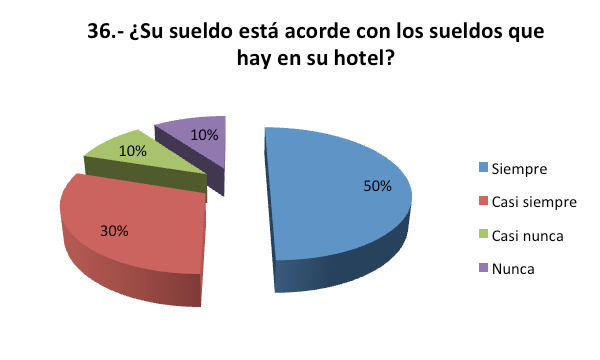 36.- ¿Su sueldo está acorde con los sueldos que
hay en su hotel?
10%
10%
50%
30%
Siempre
Casi siempre
Casi nunca
Nunca